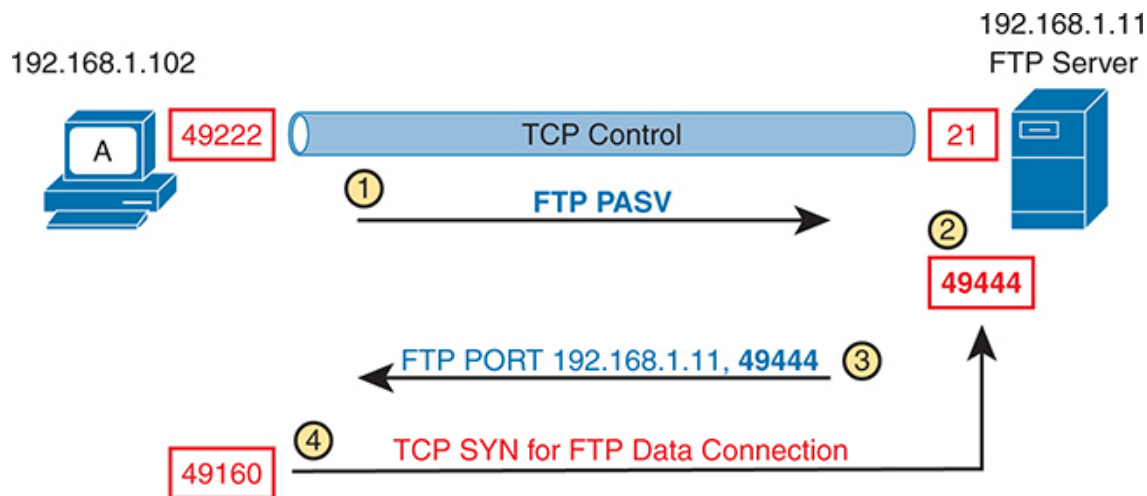 192.168.1.11
FTP Server
192.168.1.102
A
49222
TCP Control
21
1
FTP PASV
2
49444
FTP PORT 192.168.1.11, 49444
3
4
TCP SYN for FTP Data Connection
49160